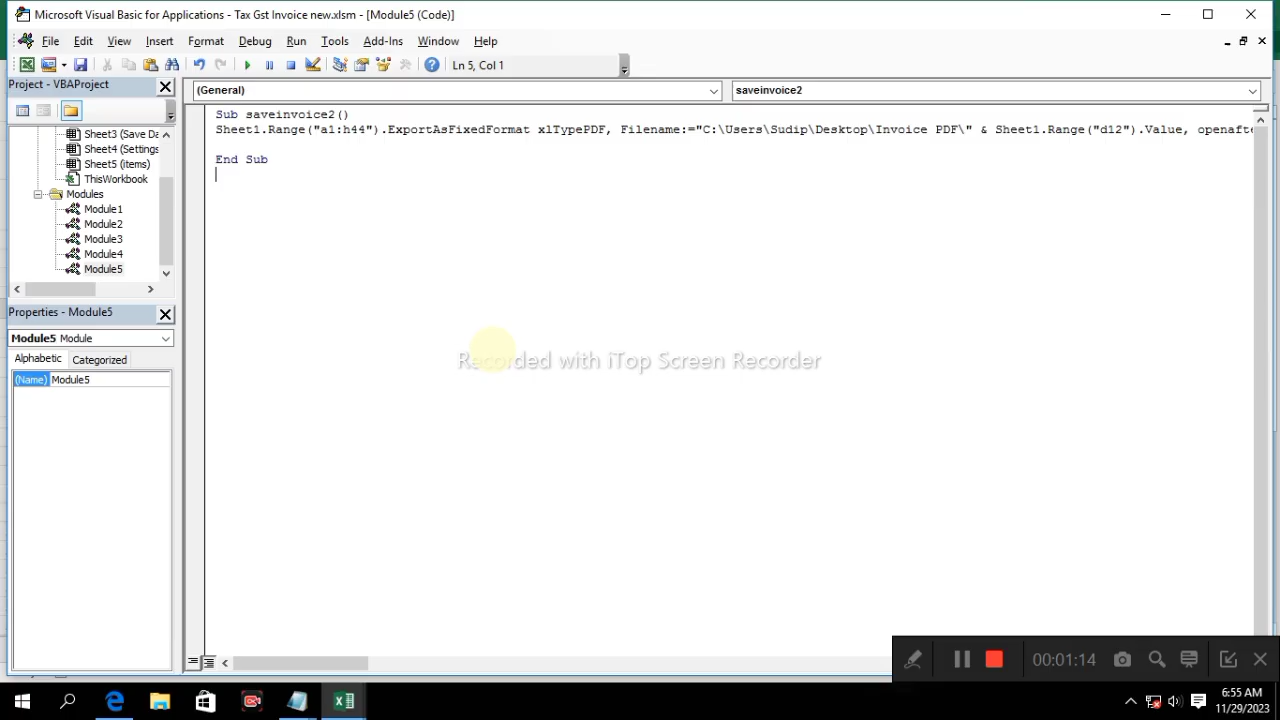 Microsoft Visual Basic for Applications - Tax Gst Invoice new.xlsm - [Module5 (Code)]
File Edit View Insert Format Debug Run Tools Add-Ins Window Help
Ln 5, Col 1
Project - VBAProject
(General)
saveinvoice2
Sheet3 (Save Da
Sheet4 (Settings
Sheet5 (items)
ThisWorkbook
Modules
Module1
Module2
Module3
Module4
Module5
Sub saveinvoice2()
Sheet1.Range("a1:h44").ExportAsFixedFormat xlTypePDF, Filename:="C:\Users\Sudip\Desktop\Invoice PDF\" & Sheet1.Range("d12").Value, openafte
End Sub
Properties - Module5
Module5 Module
Alphabetic Categorized
(Name) Module5
Recorded with iTop Screen Recorder
00:01:14
6:55 AM
11/29/2023